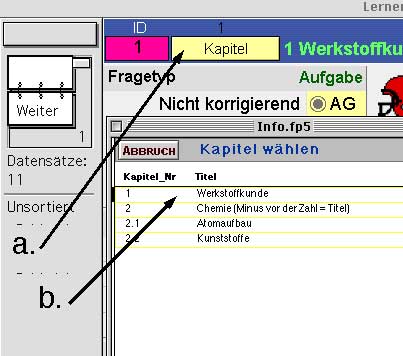 Lerner
ID
1
1
Kapitel
1 Werkstoffku
Fragetyp
Aufgabe
Nicht korrigierend
AG
Weiter
1
Datensätze:
11
Unsortiert
a.
b.
Info.fp5
ABBRUCH
Kapitel wählen
Kapitel_Nr Titel
1 Werkstoffkunde
2 Chemie (Minus vor der Zahl = Titel)
2.1 Atomaufbau
2.2 Kunststoffe